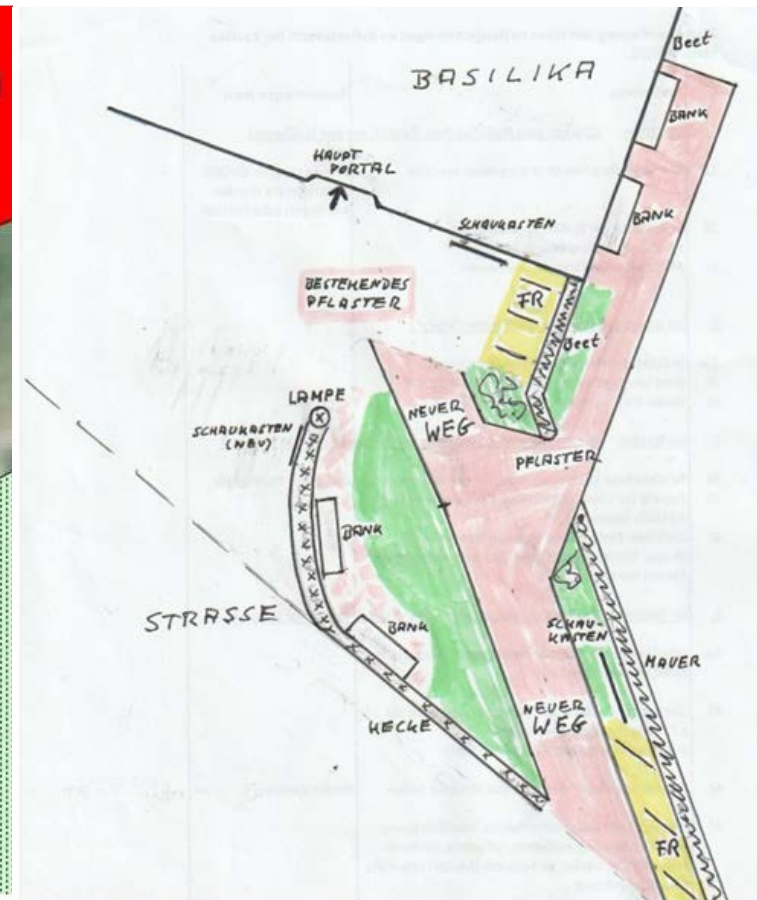 Beet
BASILIKA
BANK
HAUPT
PORTAL
BANK
SCHAUKASTEN
BESTEHENDES
PFLASTER
FR
Beet
LAMPE
NEUER
WEG
SCHAUKASTEN
(NEU)
PFLASTER
BANK
STRASSE
BANK
SCHAU-
KASTEN
MAUER
HECKE
NEUER
WEG
FR